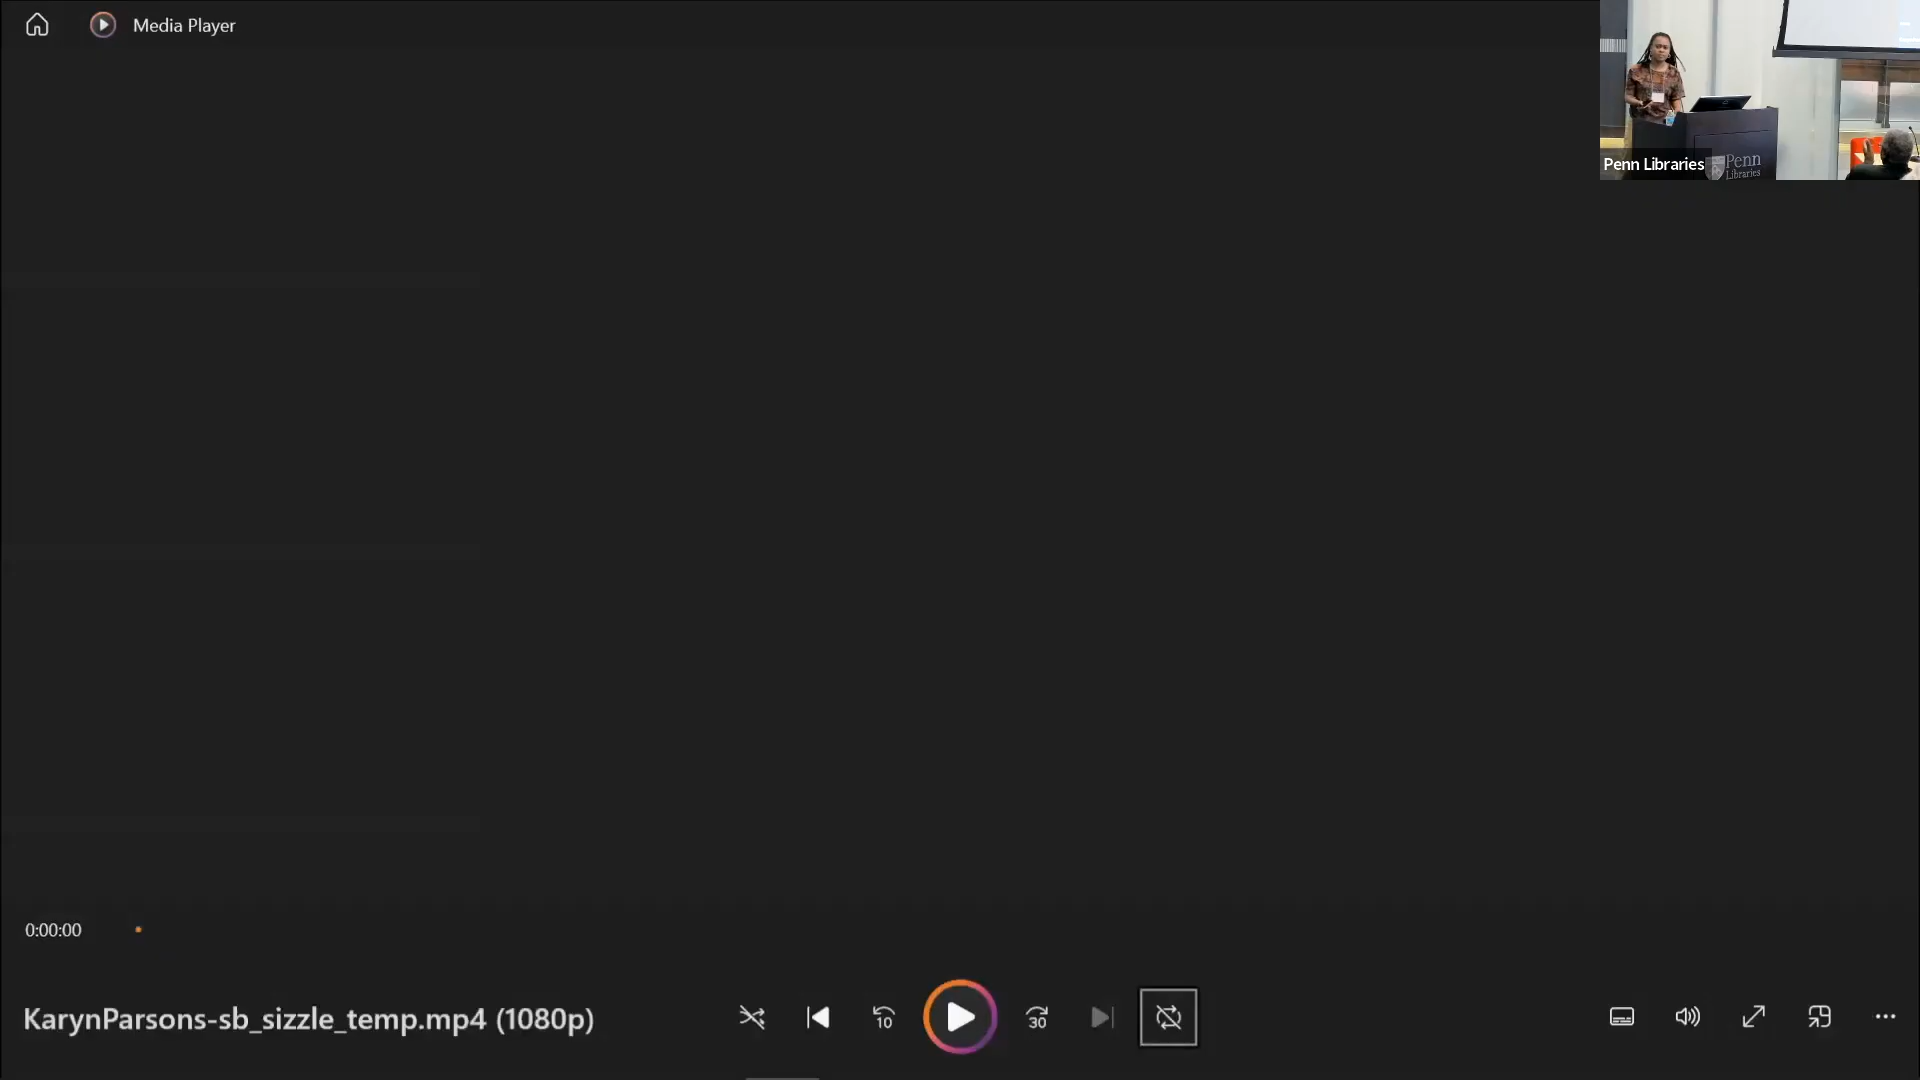 Media Player
Penn Libraries
Penn
Libraries
0:00:00
KarynParsons-sb_sizzle_temp.mp4 (1080p)
10
30